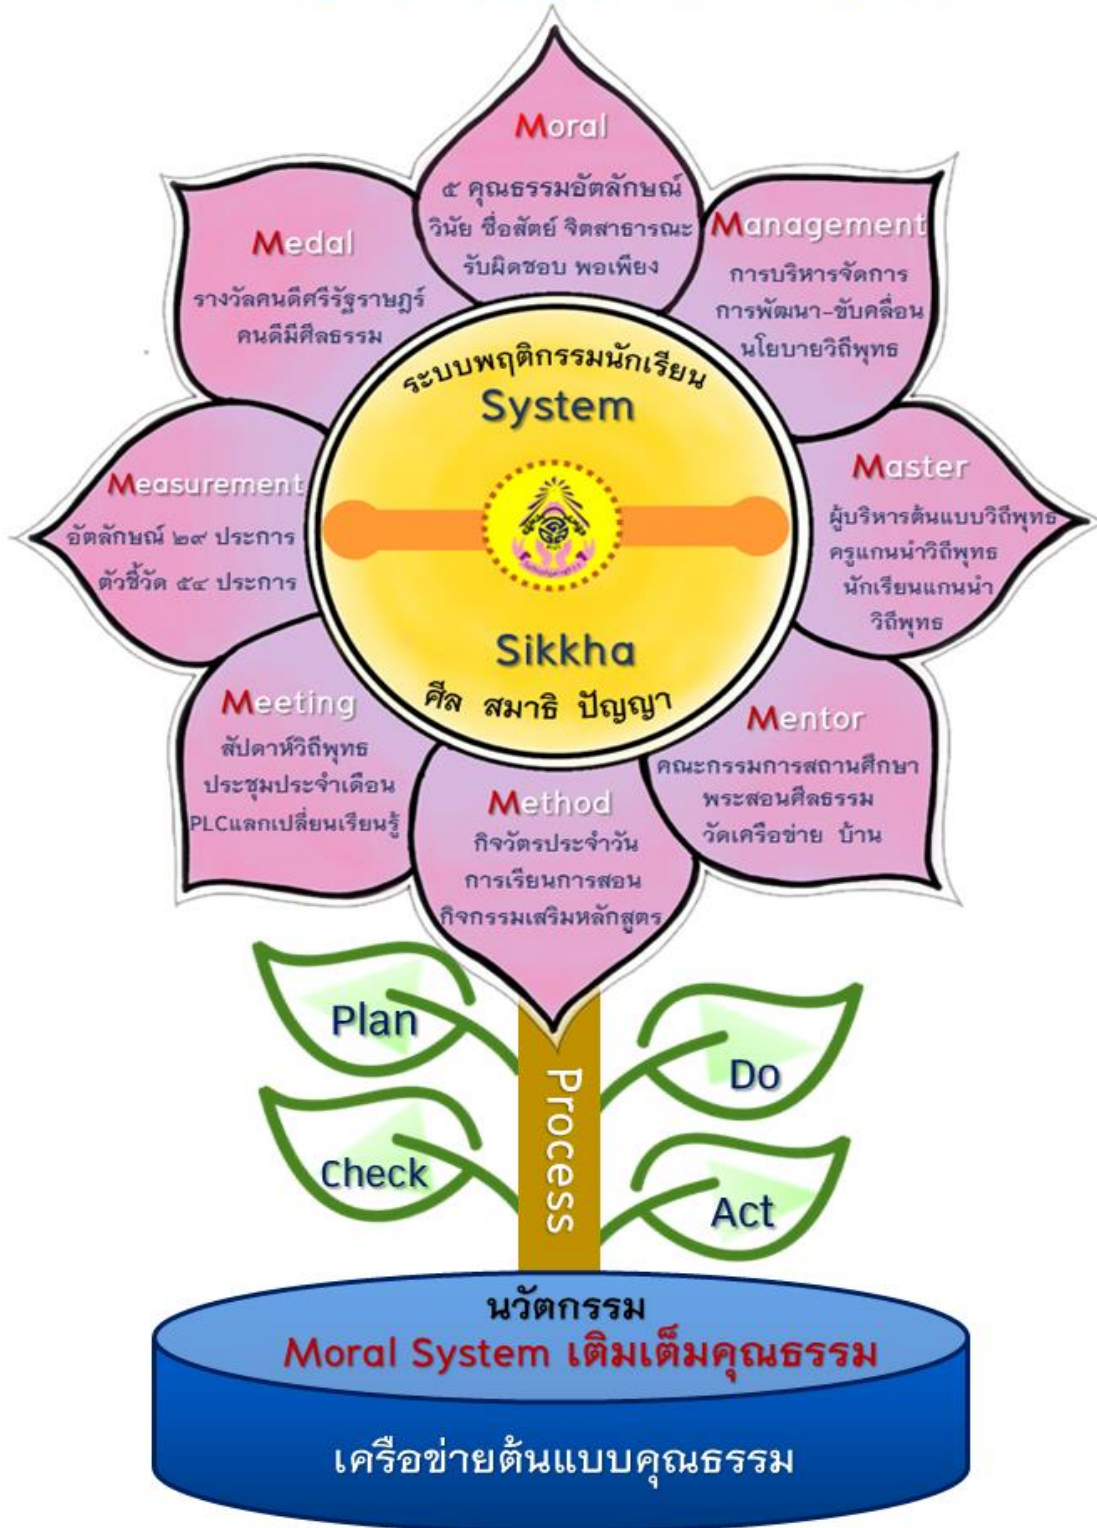 Moral
๕ คุณธรรมอัตลักษณ์
วินัย ซื่อสัตย์ จิตสาธารณะ
รับผิดชอบ พอเพียง
Management
การบริหารจัดการ
การพัฒนา-ขับคลื่อน
นโยบายวิถีพุทธ
Master
ผู้บริหารต้นแบบวิถีพุทธ
ครูแกนนำวิถีพุทธ
นักเรียนแกนนำ
วิถีพุทธ
Mentor
คณะกรรมการสถานศึกษา
พระสอนศีลธรรม
วัดเครือข่าย บ้าน
Method
กิจวัตรประจำวัน
การเรียนการสอน
กิจกรรมเสริมหลักสูตร
Meeting
สัปดาห์วิถีพุทธ
ประชุมประจำเดือน
PLCแลกเปลี่ยนเรียนรู้
Measurement
อัตลักษณ์ ๒๙ ประการ
ตัวชี้วัด ๕๔ ประการ
Medal
รางวัลคนดีศรีรัฐราษฎร์
คนดีมีศีลธรรม
ระบบพฤติกรรมนักเรียน
System
Sikkha
ศีล สมาธิ ปัญญา
Plan
Do
Check
Act
Process
นวัตกรรม
Moral System เติมเต็มคุณธรรม
เครือข่ายต้นแบบคุณธรรม